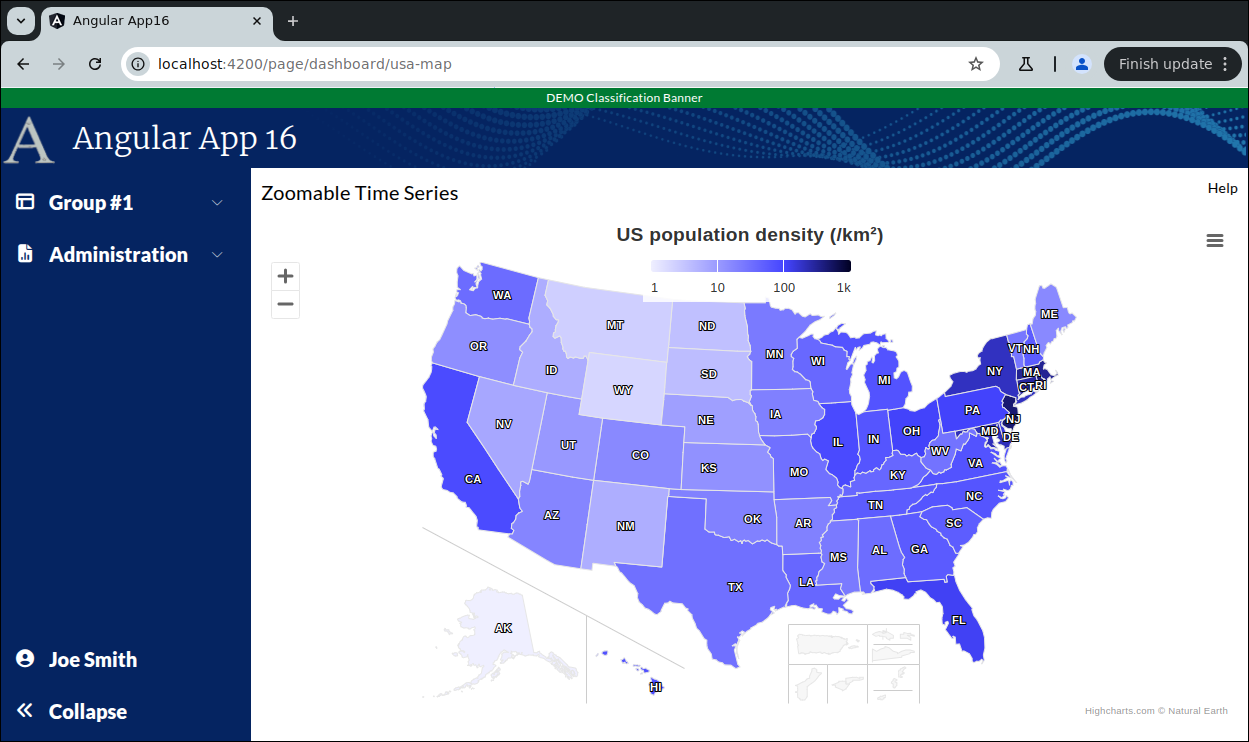 Angular App16
localhost:4200/page/dashboard/usa-map
Finish update
DEMO Classification Banner
A
Angular App 16
Group #1
Administration
Joe Smith
Collapse
Zoomable Time Series
Help
US population density (/km²)
1 10 100 1k
WA
MT
ND
ME
OR
ID
MN
VT NH
WI
SD
NY
MA
MI
WY
CT RI
NE
IA
PA
NJ
NV
OH
MD
DE
UT
CO
IL
IN
WV
VA
KS
MO
KY
CA
NC
TN
AZ
NM
OK
AR
SC
MS
AL
GA
TX
LA
FL
AK
HI
Highcharts.com © Natural Earth